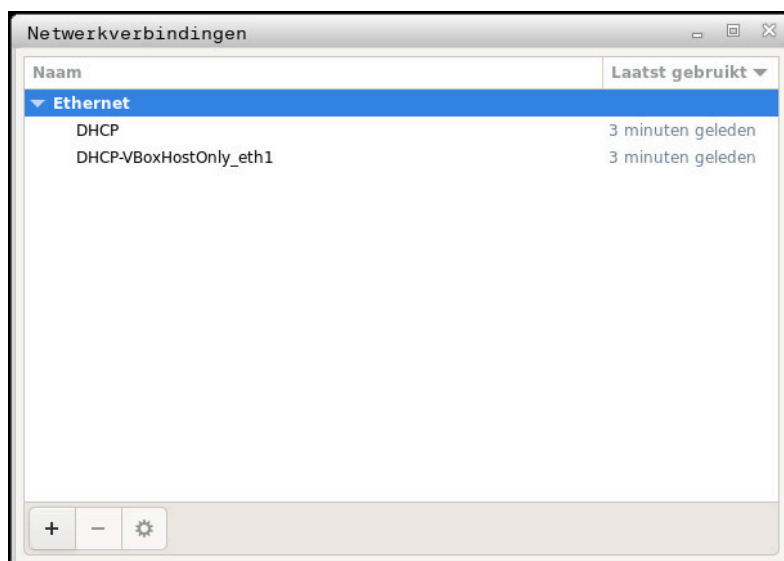 Netwerkverbindingen
Naam Laatst gebruikt
Ethernet
DHCP 3 minuten geleden
DHCP-VBoxHostOnly_eth1 3 minuten geleden